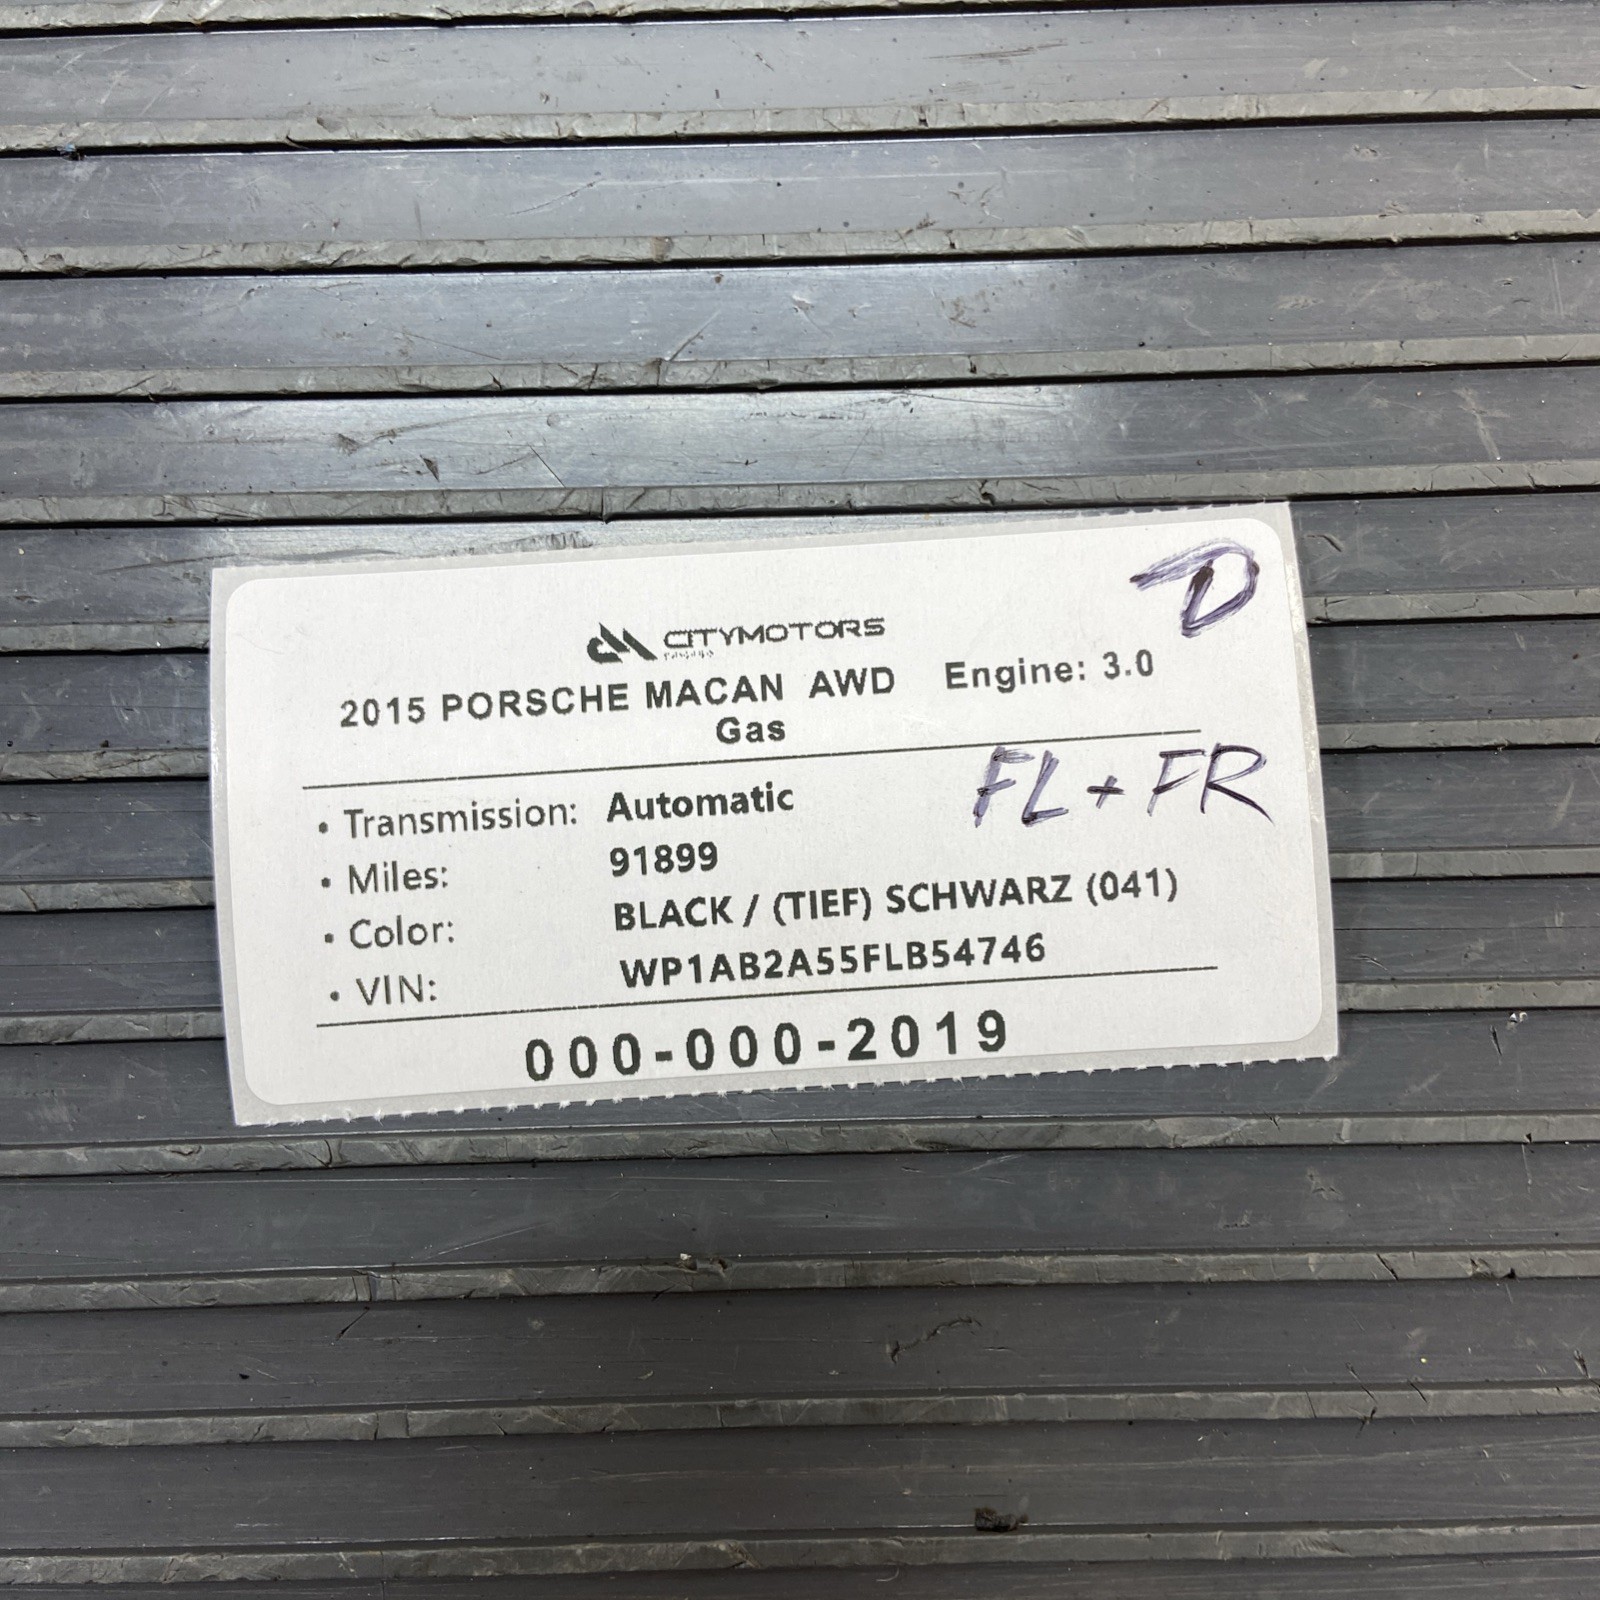 D
CITYMOTORS
2015 PORSCHE MACAN AWD Engine: 3.0
Gas
FL + FR
• Transmission: Automatic
• Miles: 91899
• Color: BLACK / (TIEF) SCHWARZ (041)
• VIN: WP1AB2A55FLB54746
000-000-2019